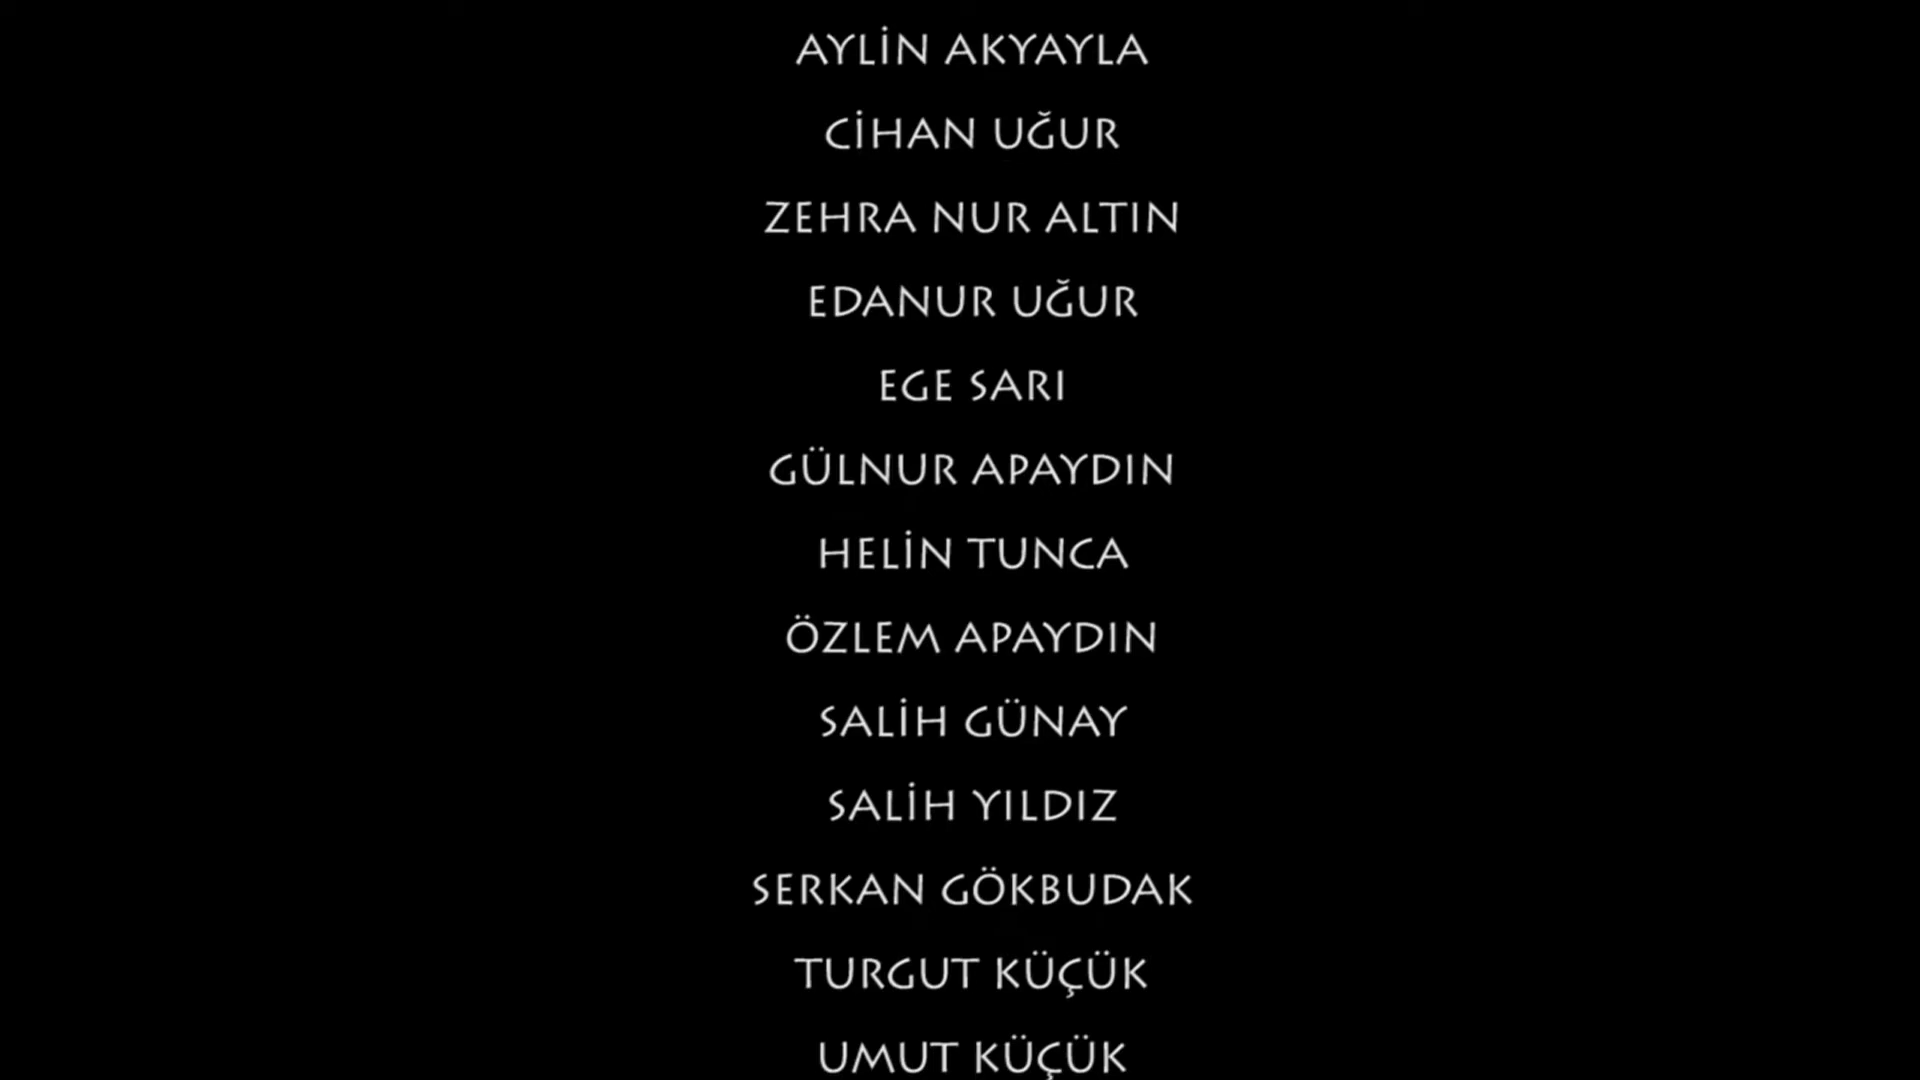 AYLİN AKYAYLA
CİHAN UĞUR
ZEHRA NUR ALTIN
EDANUR UĞUR
EGE SARI
GÜLNUR APAYDIN
HELİN TUNCA
ÖZLEM APAYDIN
SALİH GÜNAY
SALİH YILDIZ
SERKAN GÖKBUDAK
TURGUT KÜÇÜK
UMUT KÜÇÜK